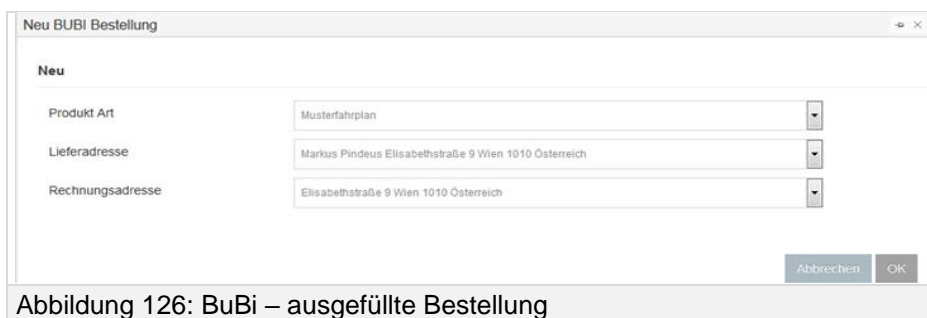 Neu BUBI Bestellung
Neu
Produkt Art
Musterfahrplan
Lieferadresse
Markus Pindeus Elisabethstraße 9 Wien 1010 Österreich
Rechnungsadresse
Elisabethstraße 9 Wien 1010 Österreich
Abbrechen OK
Abbildung 126: BuBi – ausgefüllte Bestellung